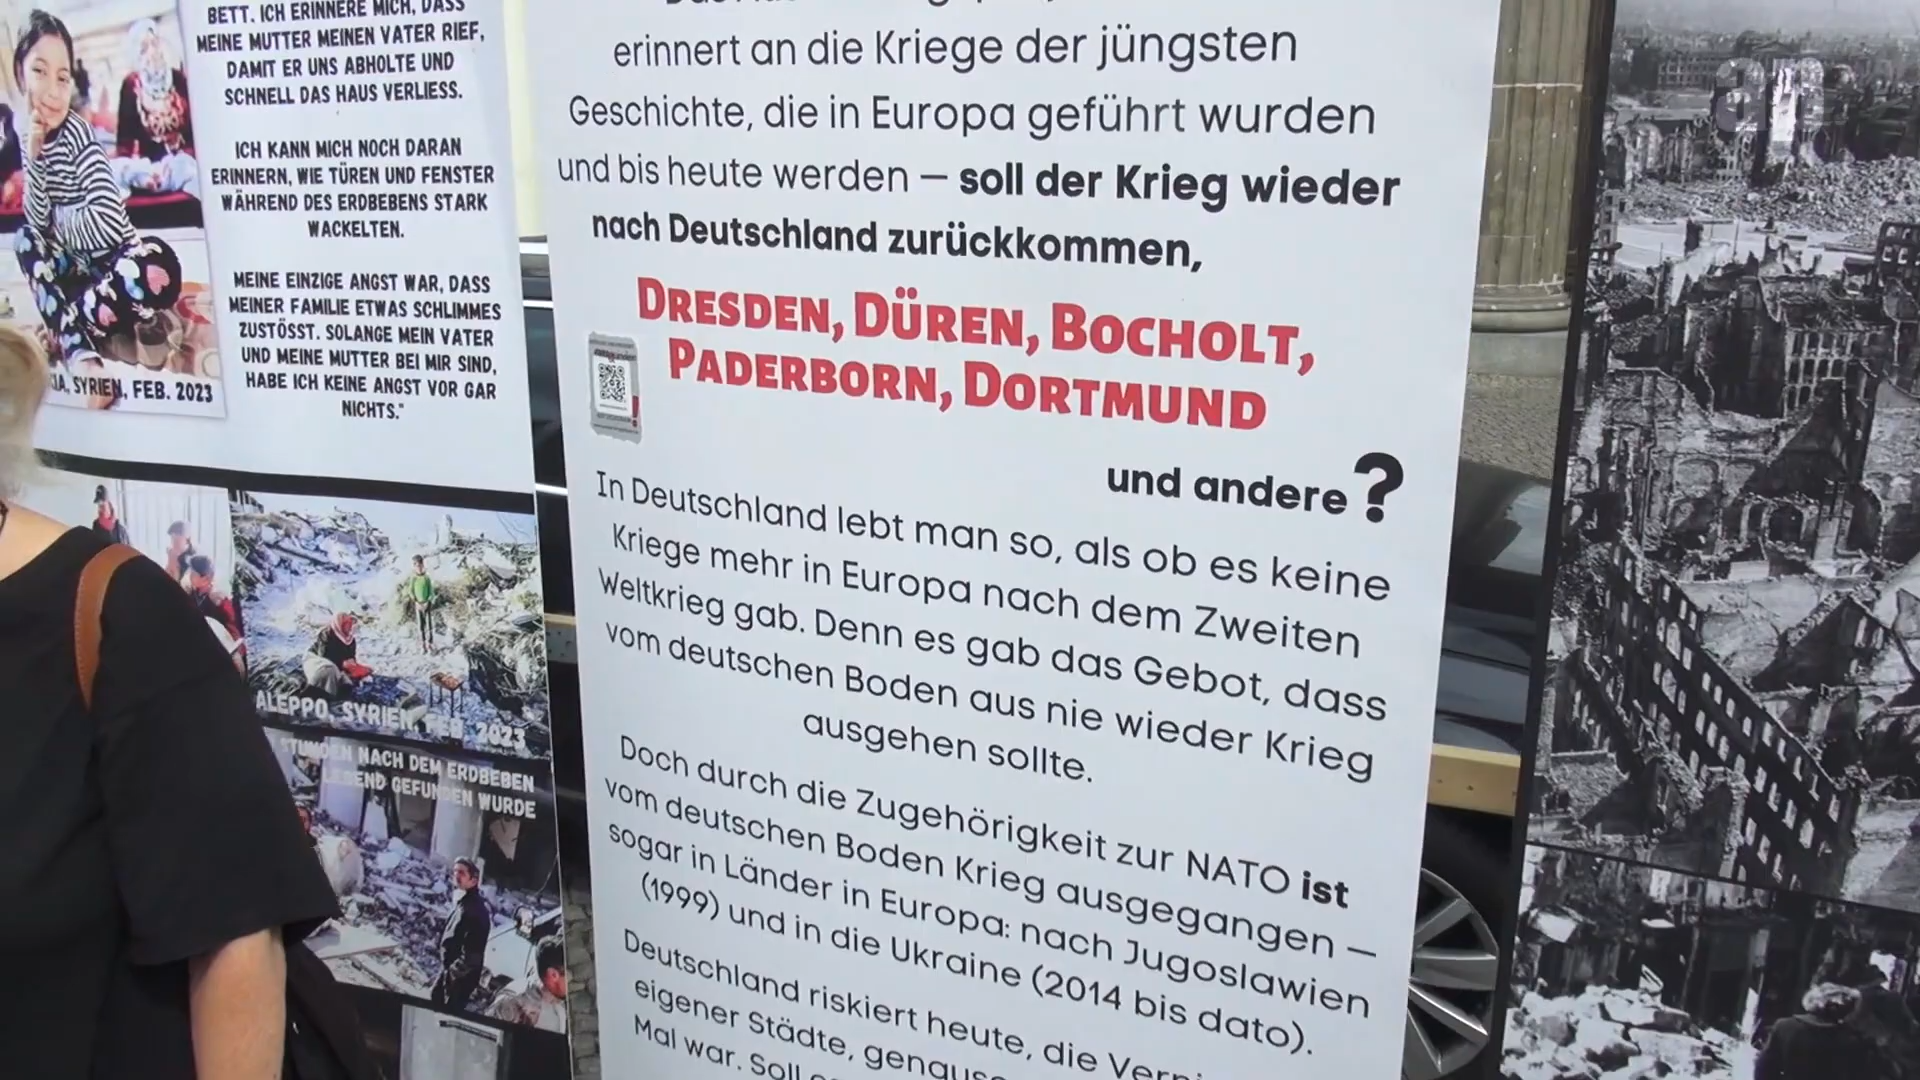 BETT. ICH ERINNERE MICH, DASS
MEINE MUTTER MEINEN VATER RIEF,
DAMIT ER UNS ABHOLTE UND
SCHNELL DAS HAUS VERLIESS.
ICH KANN MICH NOCH DARAN
ERINNERN, WIE TÜREN UND FENSTER
WÄHREND DES ERDBEBENS STARK
WACKELTEN.
MEINE EINZIGE ANGST WAR, DASS
MEINER FAMILIE ETWAS SCHLIMMES
ZUSTÖSST. SOLANGE MEIN VATER
UND MEINE MUTTER BEI MIR SIND,
HABE ICH KEINE ANGST VOR GAR
NICHTS."
SYRIEN, FEB. 2023
ALEPPO, SYRIEN, FEB. 2023
STUNDEN NACH DEM ERDBEBEN
LEBEND GEFUNDEN WURDE
erinnert an die Kriege der jüngsten
Geschichte, die in Europa geführt wurden
und bis heute werden – soll der Krieg wieder
nach Deutschland zurückkommen,
DRESDEN, DÜREN, BOCHOLT,
PADERBORN, DORTMUND
und andere?
In Deutschland lebt man so, als ob es keine
Kriege mehr in Europa nach dem Zweiten
Weltkrieg gab. Denn es gab das Gebot, dass
vom deutschen Boden aus nie wieder Krieg
ausgehen sollte.
Doch durch die Zugehörigkeit zur NATO ist
vom deutschen Boden Krieg ausgegangen –
sogar in Länder in Europa: nach Jugoslawien
(1999) und in die Ukraine (2014 bis dato).
Deutschland riskiert heute, die
eigener Städte,
Mal war. Soll
an